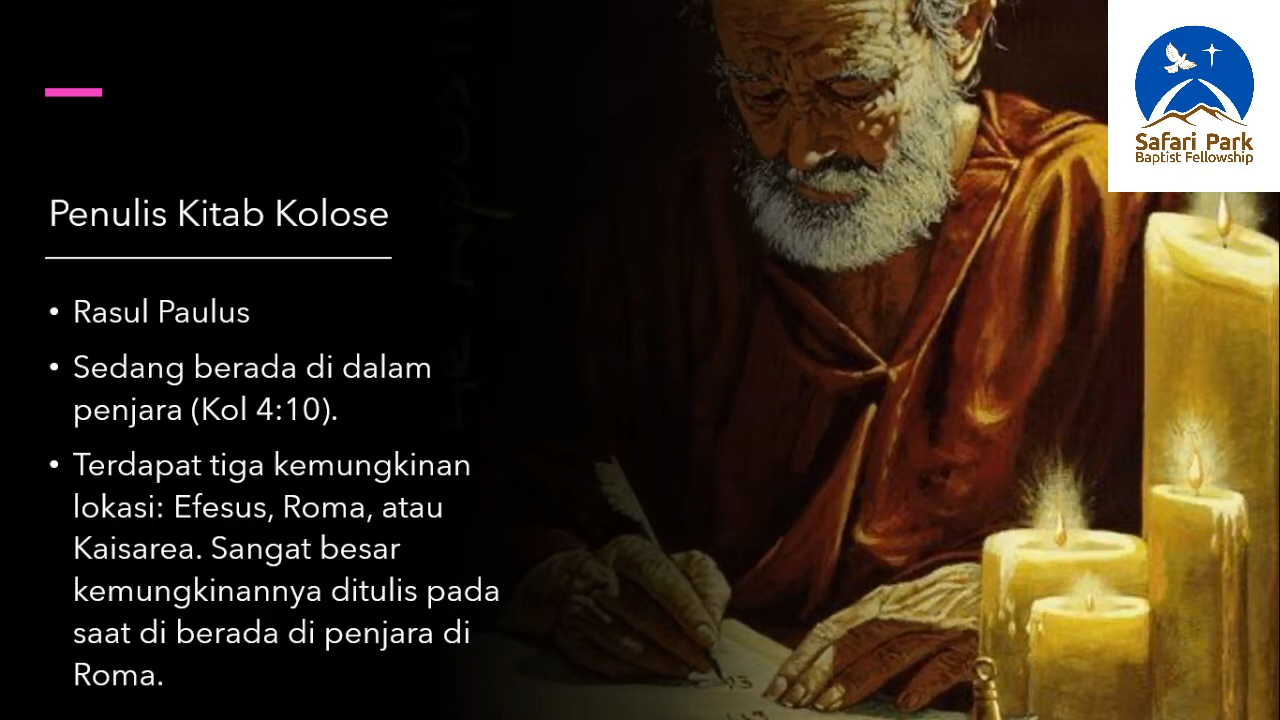 Safari Park
Baptist Fellowship
Penulis Kitab Kolose
• Rasul Paulus
• Sedang berada di dalam
penjara (Kol 4:10).
• Terdapat tiga kemungkinan
lokasi: Efesus, Roma, atau
Kaisarea. Sangat besar
kemungkinannya ditulis pada
saat di berada di penjara di
Roma.